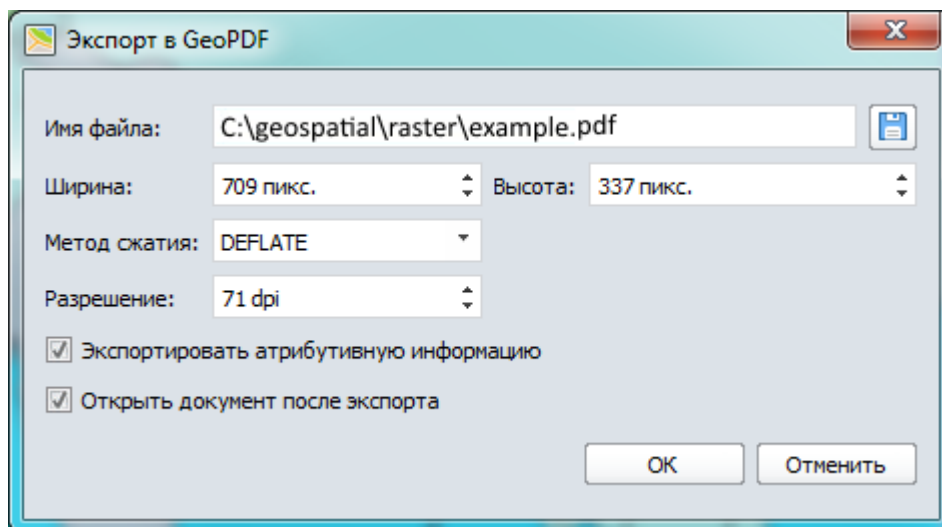 Экспорт в GeoPDF
Имя файла: C:\geospatial\raster\example.pdf
Ширина: 709 пикс. Высота: 337 пикс.
Метод сжатия: DEFLATE
Разрешение: 71 dpi
Экспортировать атрибутивную информацию
Открыть документ после экспорта
OK Отменить